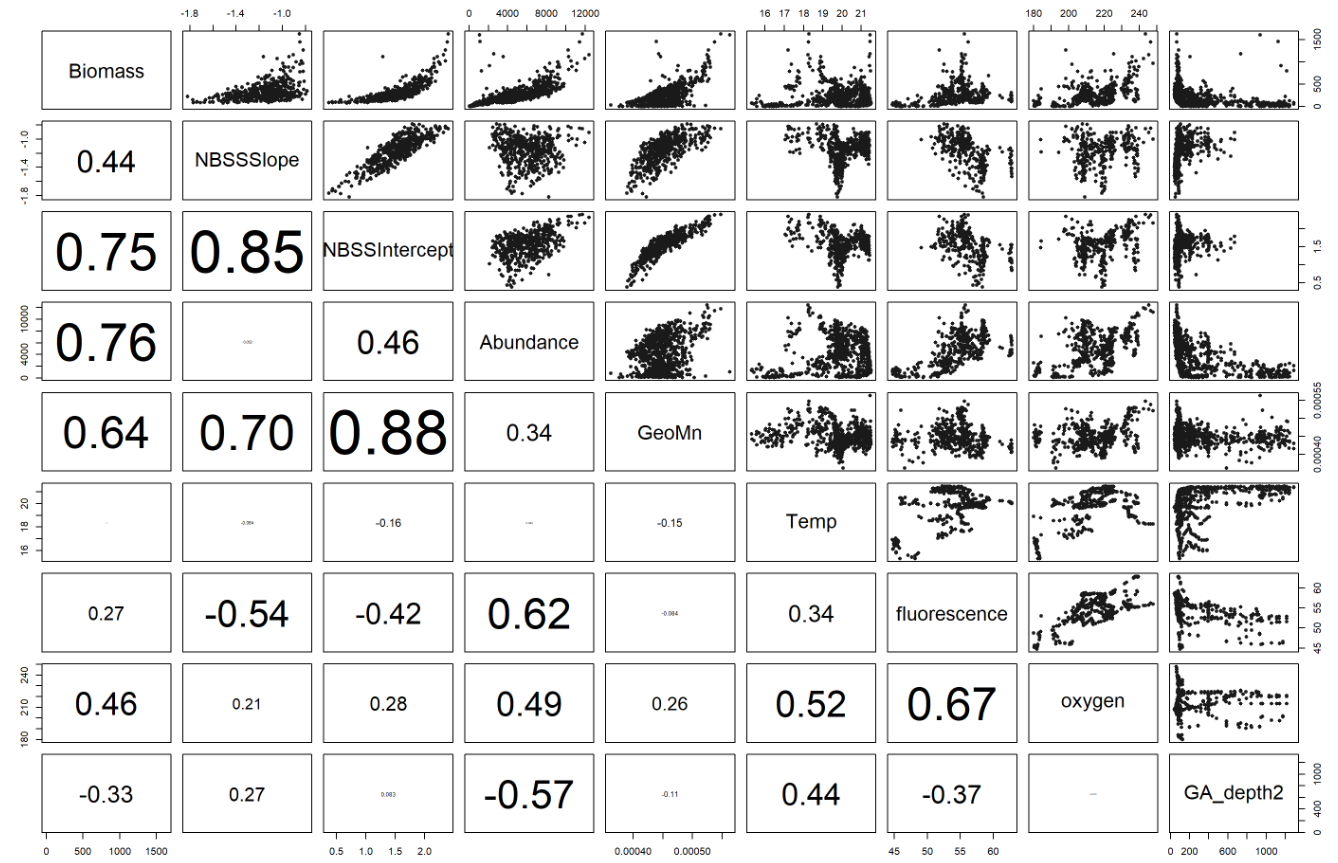 -1.8 -1.4 -1.0 0 4000 8000 12000 16 17 18 19 20 21 180 200 220 240
Biomass 0 500 1500
-1.8 -1.4 -1.0 0.44 NBSSSlope
0.75 0.85 NBSSIntercept 0.5 1.5
0 4000 10000 0.76 0.46 Abundance
0.64 0.70 0.88 0.34 GeoMn 0.00040 0.00055
16 18 20 -0.16 -0.15 Temp
0.27 -0.54 -0.42 0.62 -0.084 0.34 fluorescence 45 50 55 60
180 210 240 0.46 0.21 0.28 0.49 0.26 0.52 0.67 oxygen
-0.33 0.27 0.083 -0.57 -0.11 0.44 -0.37 GA_depth2 0 400 1000
0 500 1000 1500 0.5 1.0 1.5 2.0 0.00040 0.00050 45 50 55 60 0 200 600 1000